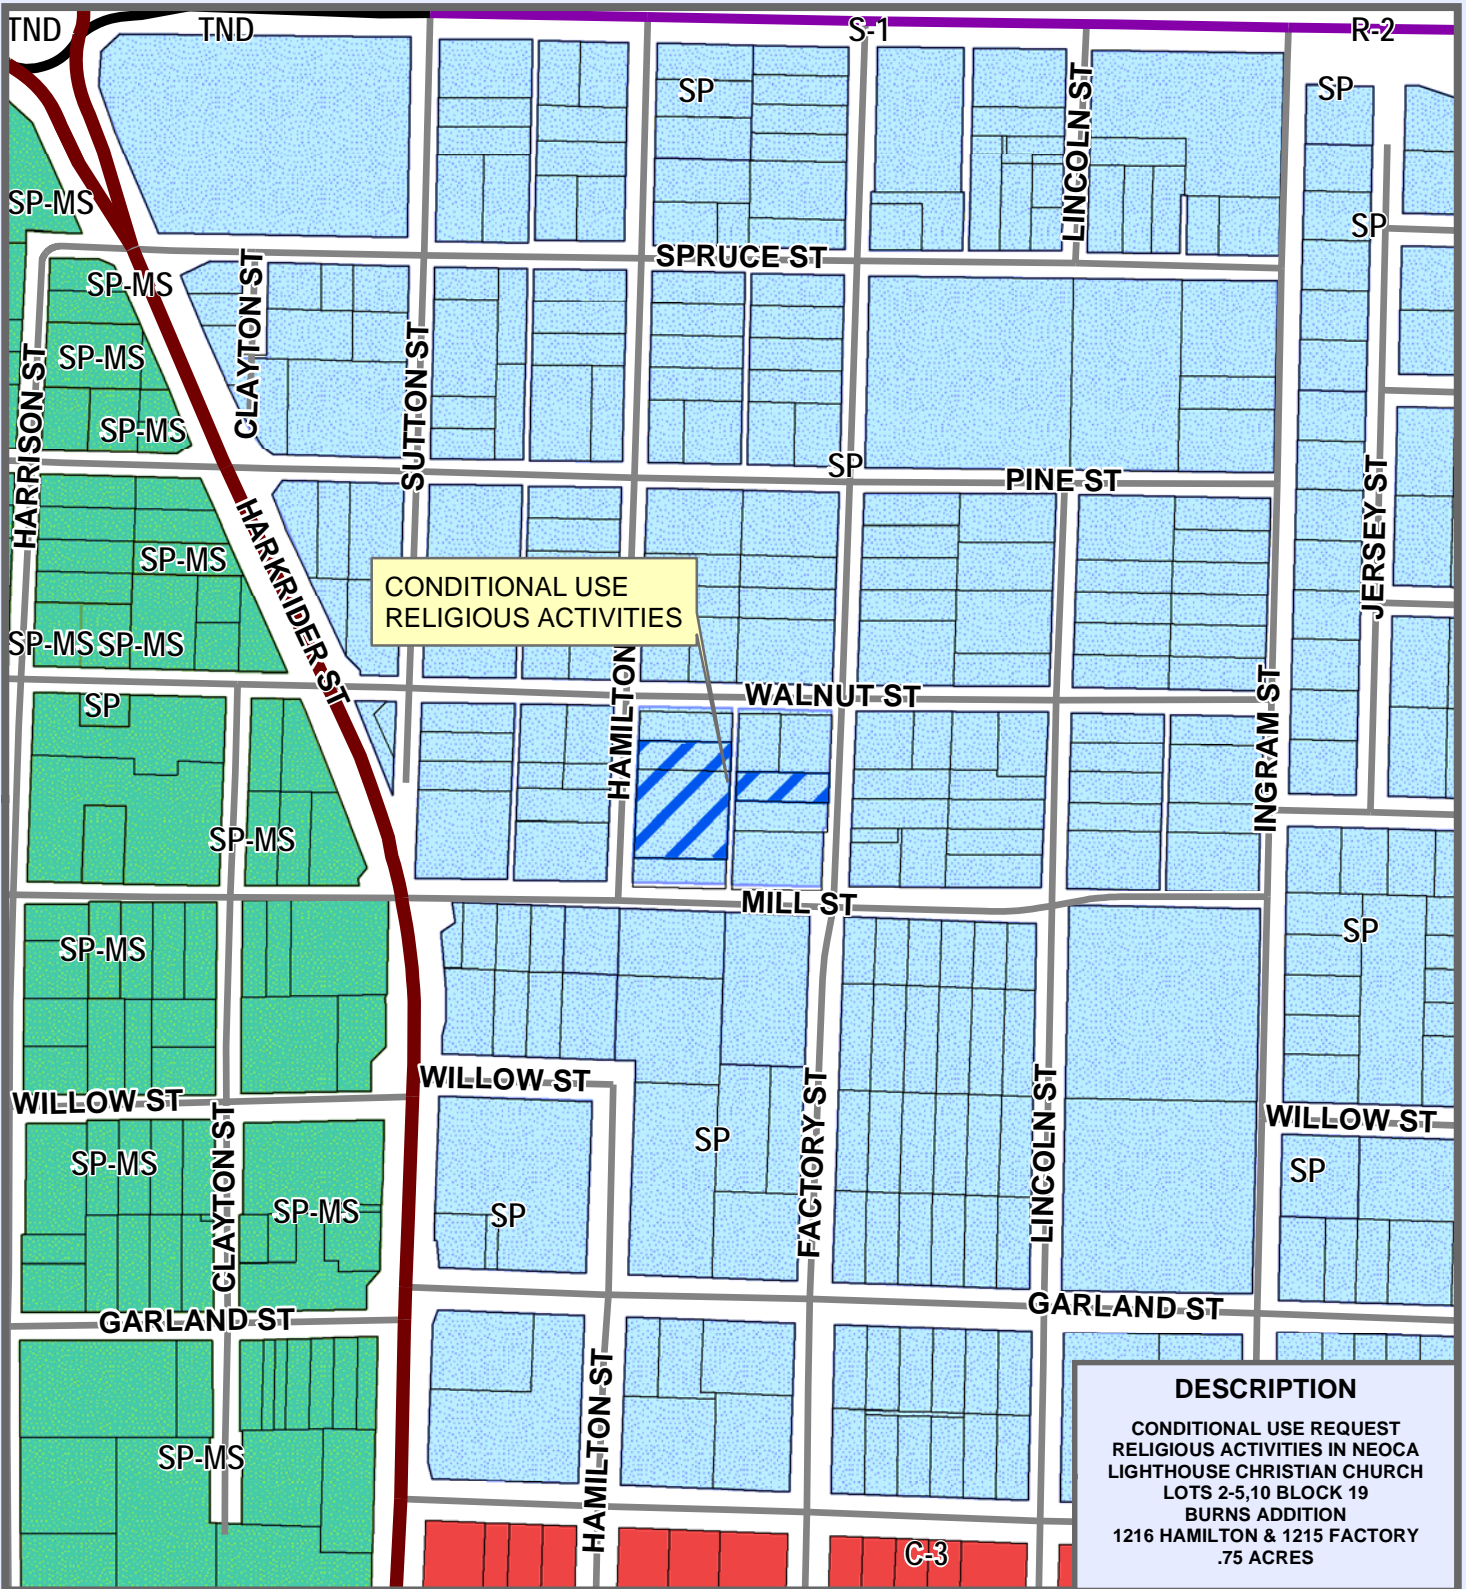 TND
TND
S-1
R-2
SP
SP
LINCOLN ST
SP-MS
SP
SPRUCE ST
SP-MS
CLAYTON ST
SUTTON ST
HARRISON ST
SP-MS
SP-MS
SP
PINE ST
JERSEY ST
HARKRIDER ST
SP-MS
CONDITIONAL USE
RELIGIOUS ACTIVITIES
SP-MS
SP-MS
HAMILTON
WALNUT ST
INGRAM ST
SP
SP-MS
MILL ST
SP-MS
SP
WILLOW ST
WILLOW ST
WILLOW ST
CLAYTON ST
FACTORY ST
LINCOLN ST
SP
SP-MS
SP
SP-MS
SP
GARLAND ST
GARLAND ST
HAMILTON ST
SP-MS
C-3
DESCRIPTION
CONDITIONAL USE REQUEST
RELIGIOUS ACTIVITIES IN NEOCA
LIGHTHOUSE CHRISTIAN CHURCH
LOTS 2-5,10 BLOCK 19
BURNS ADDITION
1216 HAMILTON & 1215 FACTORY
.75 ACRES